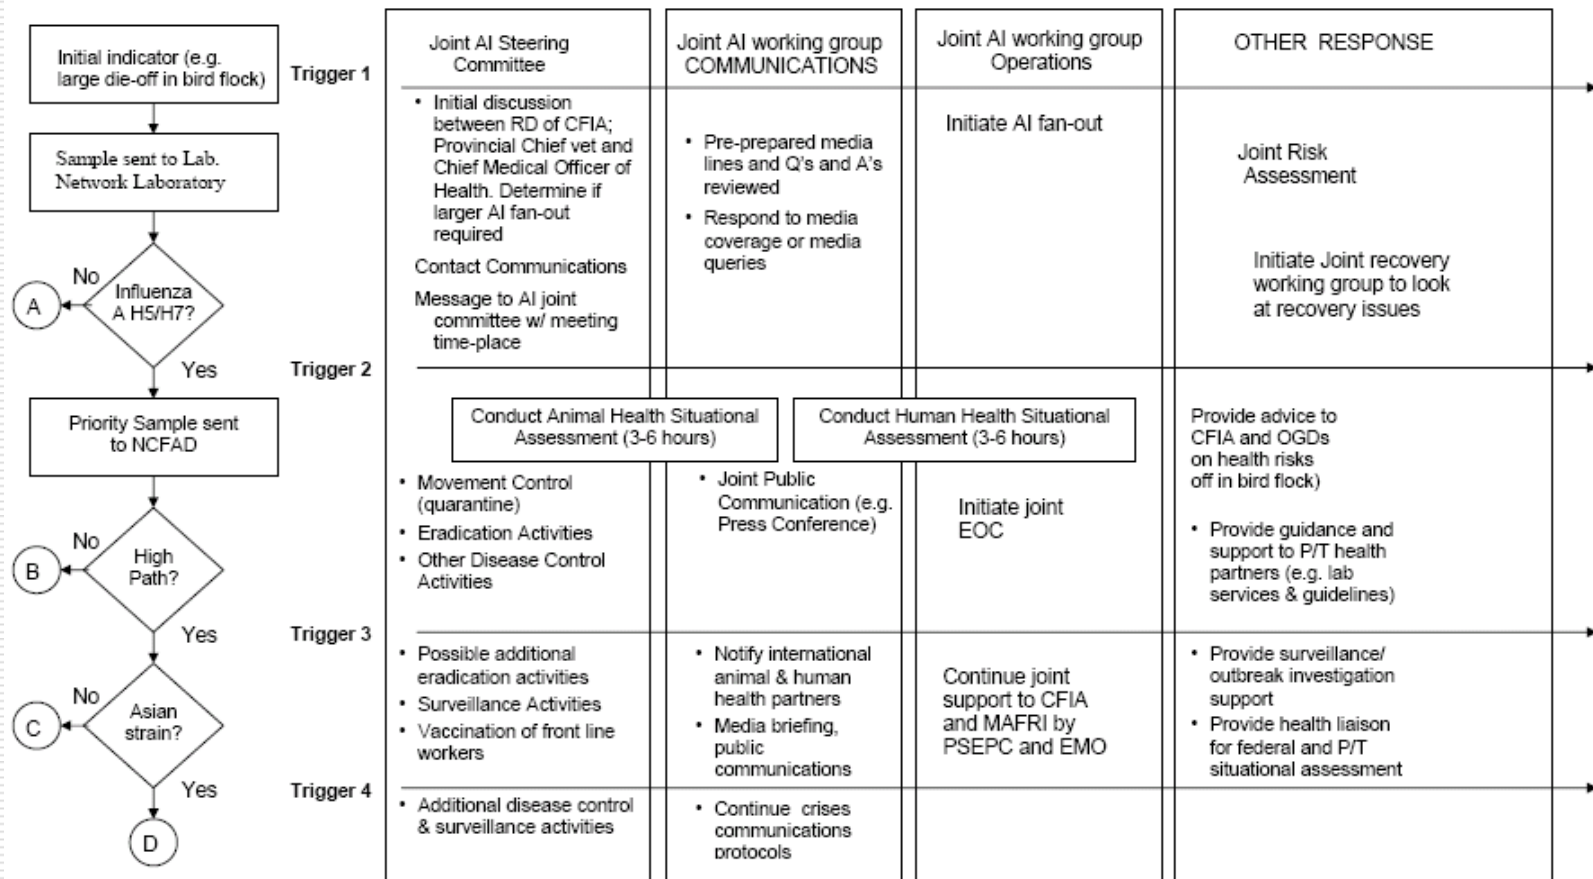 Initial indicator (e.g.
large die-off in bird flock)
Sample sent to Lab.
Network Laboratory
No
Influenza
A H5/H7?
A
Yes
Priority Sample sent
to NCFAD
No
High
Path?
B
Yes
No
Asian
strain?
C
Yes
D
Trigger 1
Trigger 2
Trigger 3
Trigger 4
Joint AI Steering
Committee
• Initial discussion
between RD of CFIA;
Provincial Chief vet and
Chief Medical Officer of
Health. Determine if
larger AI fan-out
required
Contact Communications
Message to AI joint
committee w/ meeting
time-place
Conduct Animal Health Situational
Assessment (3-6 hours)
• Movement Control
(quarantine)
• Eradication Activities
• Other Disease Control
Activities
• Possible additional
eradication activities
• Surveillance Activities
• Vaccination of front line
workers
• Additional disease control
& surveillance activities
Joint AI working group
COMMUNICATIONS
• Pre-prepared media
lines and Q's and A's
reviewed
• Respond to media
coverage or media
queries
Conduct Human Health Situational
Assessment (3-6 hours)
• Joint Public
Communication (e.g.
Press Conference)
• Notify international
animal & human
health partners
• Media briefing,
public
communications
• Continue crises
communications
protocols
Joint AI working group
Operations
Initiate AI fan-out
Initiate joint
EOC
Continue joint
support to CFIA
and MAFRI by
PSEPC and EMO
OTHER RESPONSE
Joint Risk
Assessment
Initiate Joint recovery
working group to look
at recovery issues
Provide advice to
CFIA and OGDs
on health risks
off in bird flock)
• Provide guidance and
support to P/T health
partners (e.g. lab
services & guidelines)
• Provide surveillance/
outbreak investigation
support
• Provide health liaison
for federal and P/T
situational assessment